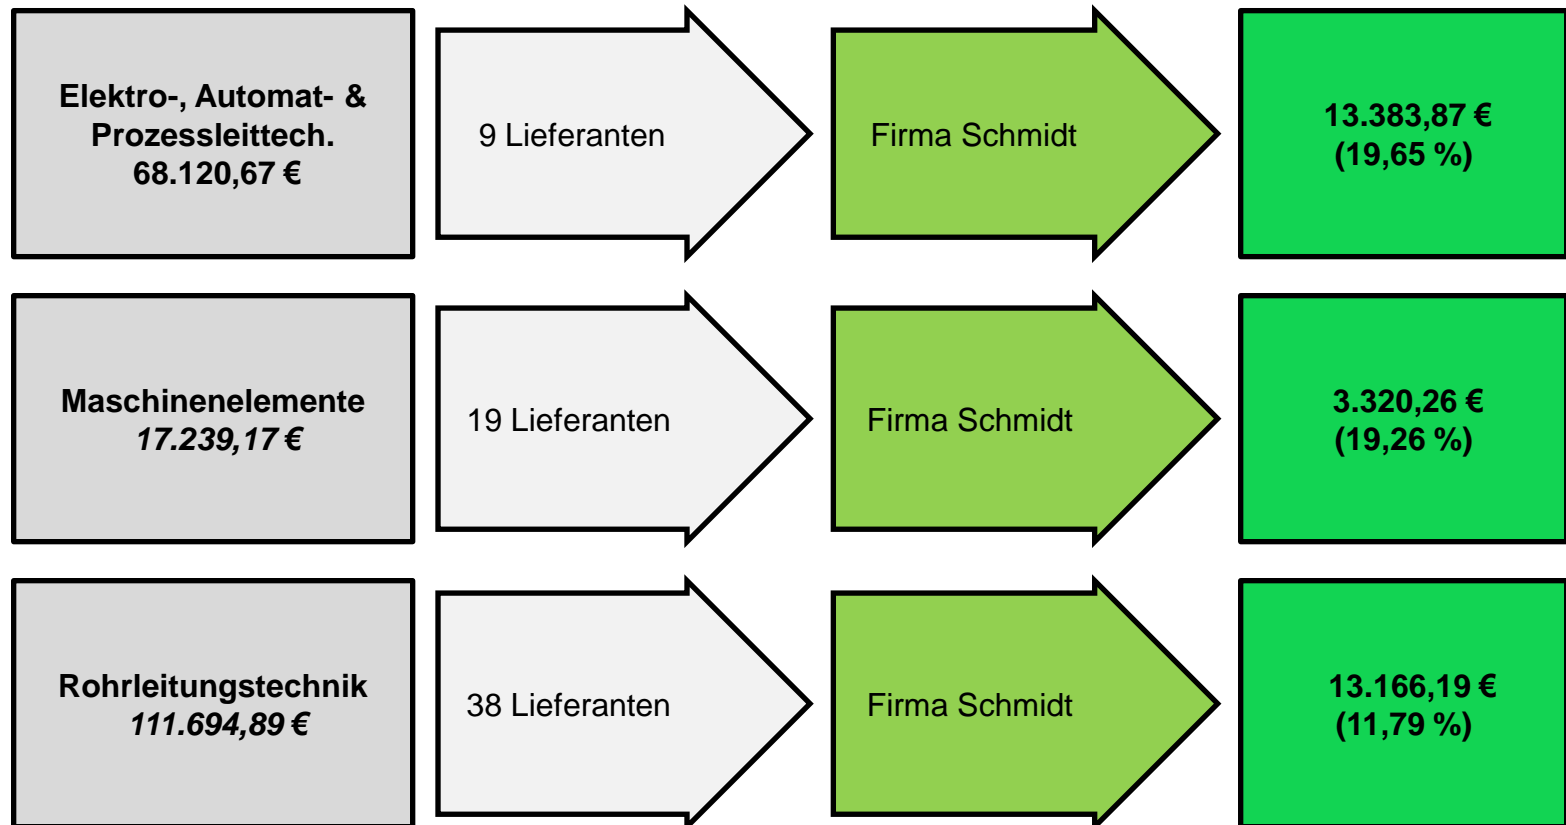 Elektro-, Automat- &
Prozessleittech.
68.120,67 €
9 Lieferanten
Firma Schmidt
13.383,87 €
(19,65 %)
Maschinenelemente
17.239,17 €
19 Lieferanten
Firma Schmidt
3.320,26 €
(19,26 %)
Rohrleitungstechnik
111.694,89 €
38 Lieferanten
Firma Schmidt
13.166,19 €
(11,79 %)